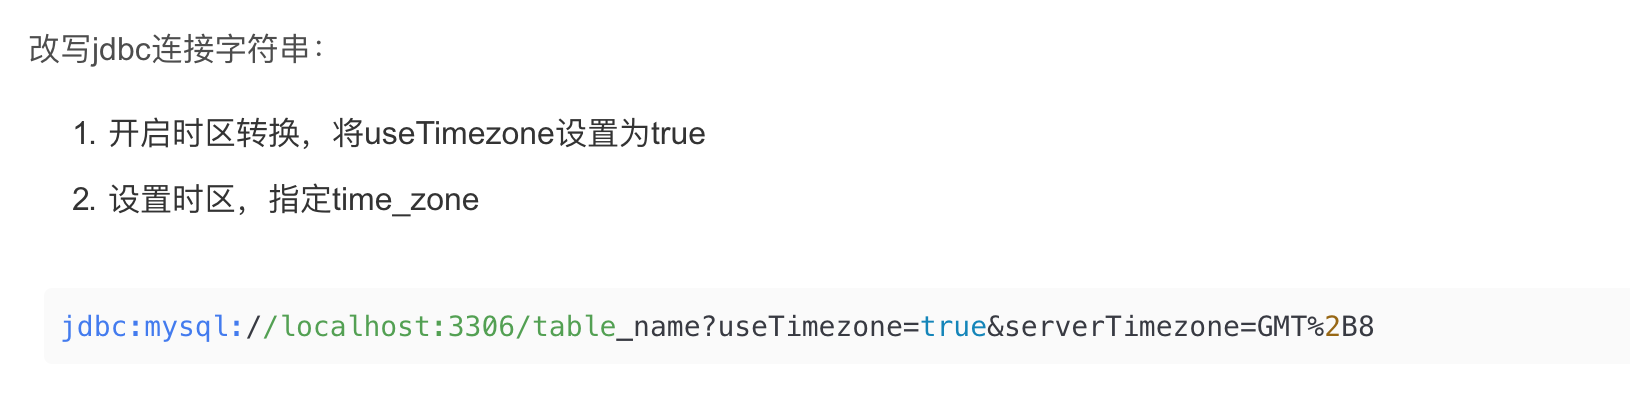 改写jdbc连接字符串：
1. 开启时区转换，将useTimezone设置为true
2. 设置时区，指定time_zone
jdbc:mysql://localhost:3306/table_name?useTimezone=true&serverTimezone=GMT%2B8